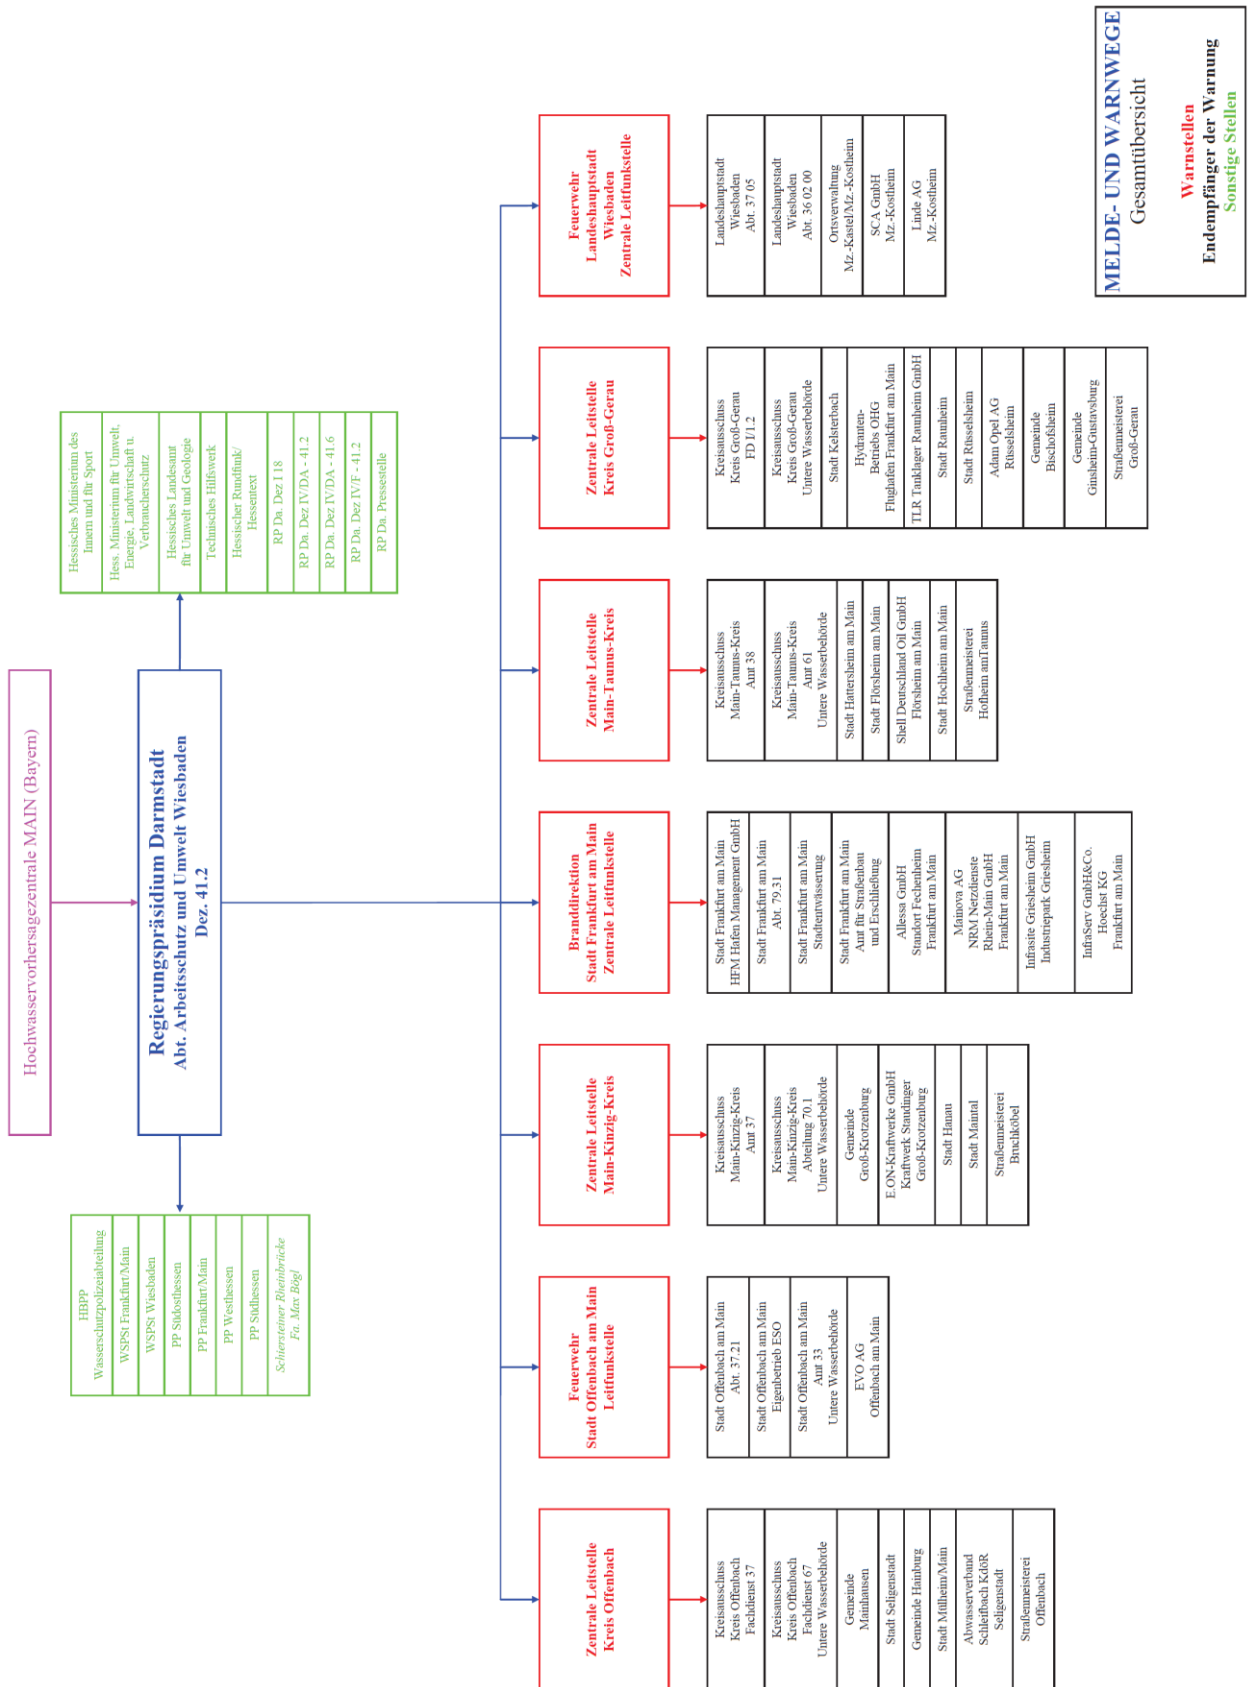 Hochwasservorhersagezentrale MAIN (Bayern)
Regierungspräsidium Darmstadt
Abt. Arbeitsschutz und Umwelt Wiesbaden
Dez. 41.2
HBPP
Wasserschutzpolizeiabteilung
WSPSt Frankfurt/Main
WSPSt Wiesbaden
PP Südosthessen
PP Frankfurt/Main
PP Westhessen
PP Südhessen
Schiersteiner Rheinbrücke
Fa. Max Bögl
Hessisches Ministerium des
Innern und für Sport
Hess. Ministerium für Umwelt,
Energie, Landwirtschaft u.
Verbraucherschutz
Hessisches Landesamt
für Umwelt und Geologie
Technisches Hilfswerk
Hessischer Rundfunk/
Hessentext
RP Da. Dez I 18
RP Da. Dez IV/DA - 41.2
RP Da. Dez IV/DA - 41.6
RP Da. Dez IV/F - 41.2
RP Da. Pressestelle
Zentrale Leitstelle
Kreis Offenbach
Kreisausschuss
Kreis Offenbach
Fachdienst 37
Kreisausschuss
Kreis Offenbach
Fachdienst 67
Untere Wasserbehörde
Gemeinde
Mainhausen
Stadt Seligenstadt
Gemeinde Hainburg
Stadt Mülheim/Main
Abwasserverband
Schleifbach KdöR
Seligenstadt
Straßenmeisterei
Offenbach
Feuerwehr
Stadt Offenbach am Main
Leitfunkstelle
Stadt Offenbach am Main
Abt. 37.21
Stadt Offenbach am Main
Eigenbetrieb ESO
Stadt Offenbach am Main
Amt 33
Untere Wasserbehörde
EVO AG
Offenbach am Main
Zentrale Leitstelle
Main-Kinzig-Kreis
Kreisausschuss
Main-Kinzig-Kreis
Amt 37
Kreisausschuss
Main-Kinzig-Kreis
Abteilung 70.1
Untere Wasserbehörde
Gemeinde
Groß-Krotzenburg
E.ON-Kraftwerke GmbH
Kraftwerk Staudinger
Groß-Krotzenburg
Stadt Hanau
Stadt Maintal
Straßenmeisterei
Bruchköbel
Branddirektion
Stadt Frankfurt am Main
Zentrale Leitfunkstelle
Stadt Frankfurt am Main
HFM Hafen Management GmbH
Stadt Frankfurt am Main
Abt. 79.31
Stadt Frankfurt am Main
Stadtentwässerung
Stadt Frankfurt am Main
Amt für Straßenbau
und Erschließung
Allessa GmbH
Standort Fechenheim
Frankfurt am Main
Mainova AG
NRM Netzdienste
Rhein-Main GmbH
Frankfurt am Main
Infrasite Griesheim GmbH
Industriepark Griesheim
InfraServ GmbH&Co.
Hoechst KG
Frankfurt am Main
Zentrale Leitstelle
Main-Taunus-Kreis
Kreisausschuss
Main-Taunus-Kreis
Amt 38
Kreisausschuss
Main-Taunus-Kreis
Amt 61
Untere Wasserbehörde
Stadt Hattersheim am Main
Stadt Flörsheim am Main
Shell Deutschland Oil GmbH
Flörsheim am Main
Stadt Hochheim am Main
Straßenmeisterei
Hofheim amTaunus
Zentrale Leitstelle
Kreis Groß-Gerau
Kreisausschuss
Kreis Groß-Gerau
FD I/1.2
Kreisausschuss
Kreis Groß-Gerau
Untere Wasserbehörde
Stadt Kelsterbach
Hydranten-
Betriebs OHG
Flughafen Frankfurt am Main
TLR Tanklager Raunheim GmbH
Stadt Raunheim
Stadt Rüsselsheim
Adam Opel AG
Rüsselsheim
Gemeinde
Bischofsheim
Gemeinde
Ginsheim-Gustavsburg
Straßenmeisterei
Groß-Gerau
Feuerwehr
Landeshauptstadt
Wiesbaden
Zentrale Leitfunkstelle
Landeshauptstadt
Wiesbaden
Abt. 37 05
Landeshauptstadt
Wiesbaden
Abt. 36 02 00
Ortsverwaltung
Mz.-Kastel/Mz.-Kostheim
SCA GmbH
Mz.-Kostheim
Linde AG
Mz.-Kostheim
MELDE- UND WARNWEGE
Gesamtübersicht
Warnstellen
Endempfänger der Warnung
Sonstige Stellen